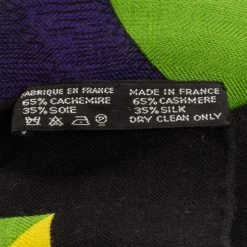 FABRIQUE EN FRANCE
65% CACHEMIRE
35% SOIE
MADE IN FRANCE
65% CASHMERE
35% SILK
DRY CLEAN ONLY